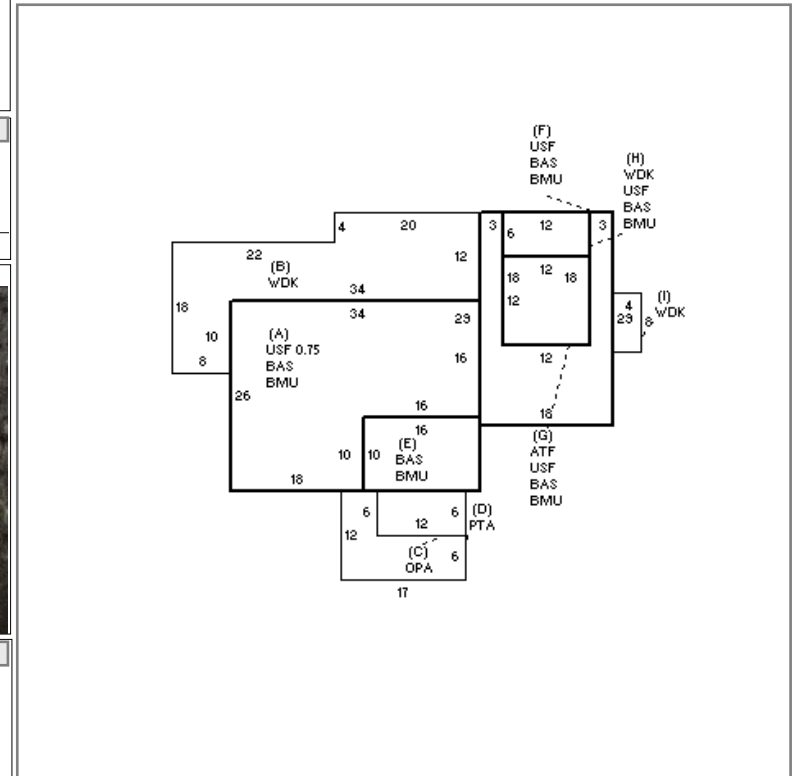 (F)
USF
BAS
BMU
(H)
WDK
USF
BAS
BMU
4
20
3
12
3
6
22
12
(B)
WDK
12
18
18
34
12
4
(I)
WDK
18
34
29
29
8
10
(A)
USF 0.75
BAS
BMU
16
12
8
26
16
18
16
(G)
ATF
USF
BAS
BMU
10
10
(E)
BAS
BMU
18
6
6
(D)
PTA
12
12
(C)
OPA
6
17